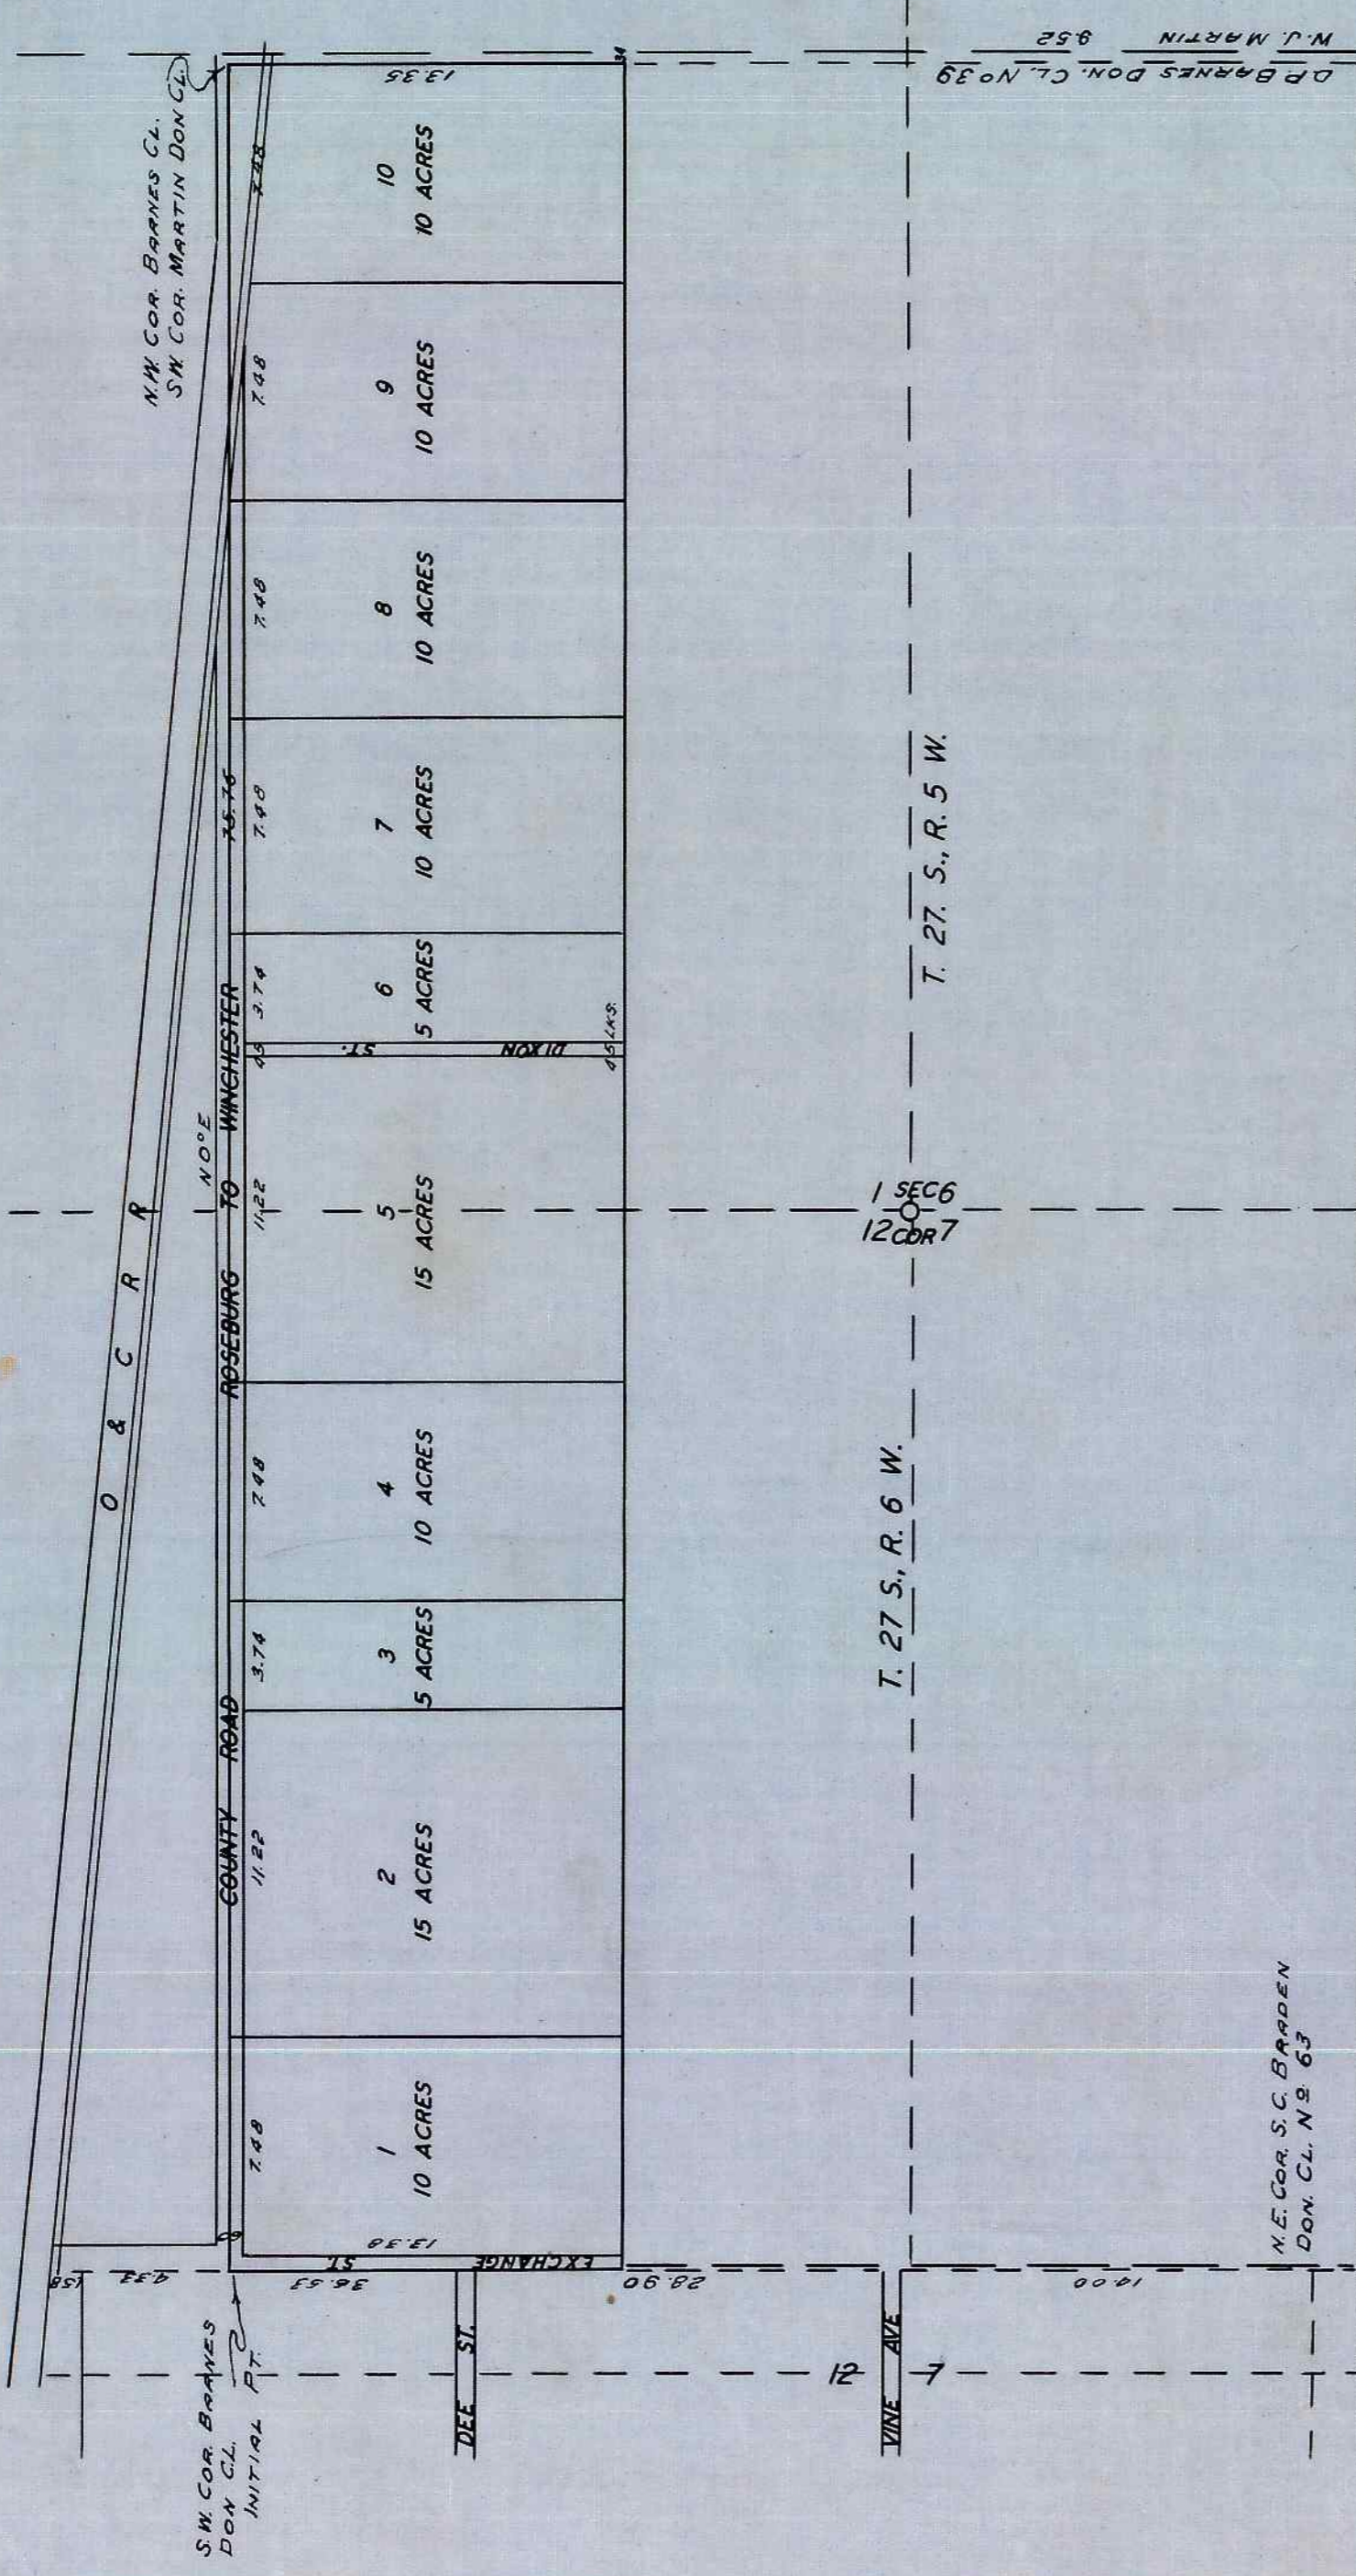 W.J. MARTIN 9.52
D.P. BARNES DON. CL. Nº 39
N.W. COR. BARNES CL.
S.W. COR. MARTIN DON CL.
13.35
34
7.48
10
10 ACRES
7.48
9
10 ACRES
7.48
8
10 ACRES
75.76
7.48
7
10 ACRES
3.74
6
5 ACRES
45
DIXON ST.
45 LKS.
T. 27. S., R. 5 W.
O & C R R
N 0° E
COUNTY ROAD ROSEBURG TO WINCHESTER
11.22
5
15 ACRES
1 SEC 6
12 COR 7
7.48
4
10 ACRES
3.74
3
5 ACRES
T. 27 S., R. 6 W.
11.22
2
15 ACRES
7.48
1
10 ACRES
13.38
60
EXCHANGE ST
N.E. COR. S. C. BRADEN
DON. CL. Nº 63
158
36.53
28.90
14.00
S.W. COR. BARNES
DON CL.
INITIAL PT.
DEE ST.
VINE AVE
12 7